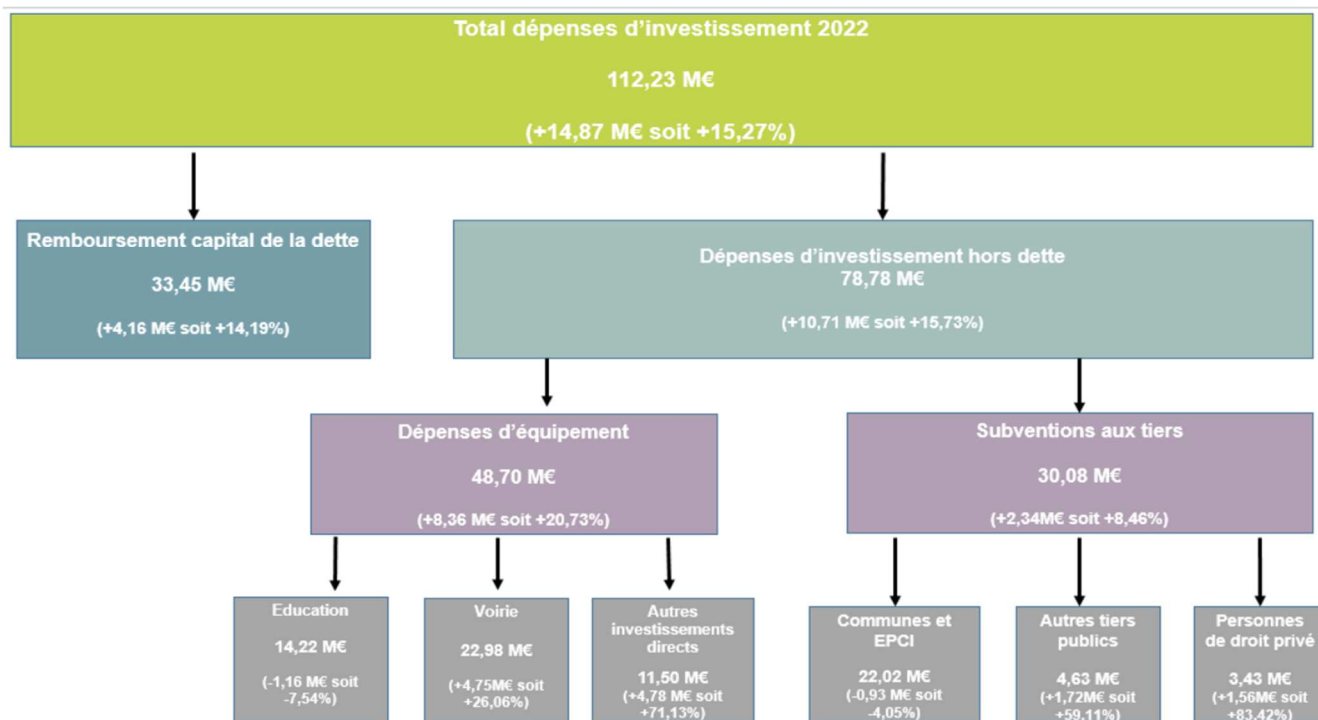 Total dépenses d'investissement 2022
112,23 M€
(+14,87 M€ soit +15,27%)
Remboursement capital de la dette
33,45 M€
(+4,16 M€ soit +14,19%)
Dépenses d'investissement hors dette
78,78 M€
(+10,71 M€ soit +15,73%)
Dépenses d'équipement
48,70 M€
(+8,36 M€ soit +20,73%)
Subventions aux tiers
30,08 M€
(+2,34M€ soit +8,46%)
Education
14,22 M€
(-1,16 M€ soit
-7,54%)
Voirie
22,98 M€
(+4,75M€ soit
+26,06%)
Autres
investissements
directs
11,50 M€
(+4,78 M€ soit
+71,13%)
Communes et
EPCI
22,02 M€
(-0,93 M€ soit
-4,05%)
Autres tiers
publics
4,63 M€
(+1,72M€ soit
+59,11%)
Personnes
de droit privé
3,43 M€
(+1,56M€ soit
+83,42%)